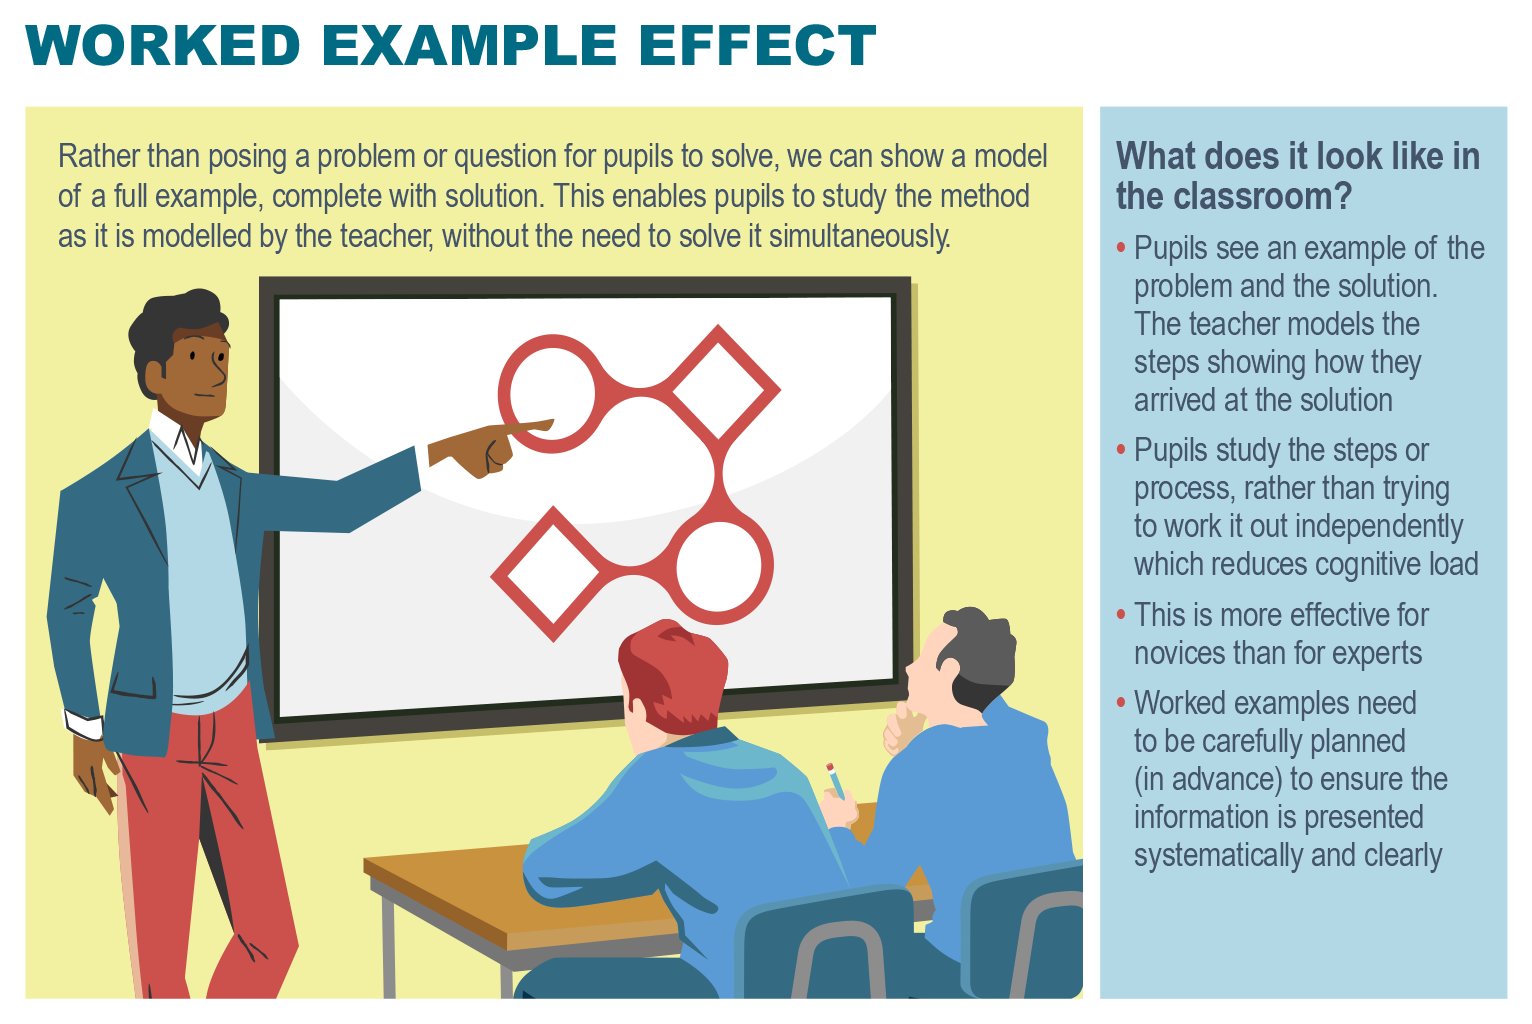 WORKED EXAMPLE EFFECT
Rather than posing a problem or question for pupils to solve, we can show a model
of a full example, complete with solution. This enables pupils to study the method
as it is modelled by the teacher, without the need to solve it simultaneously.
What does it look like in
the classroom?
• Pupils see an example of the
problem and the solution.
The teacher models the
steps showing how they
arrived at the solution
• Pupils study the steps or
process, rather than trying
to work it out independently
which reduces cognitive load
• This is more effective for
novices than for experts
• Worked examples need
to be carefully planned
(in advance) to ensure the
information is presented
systematically and clearly